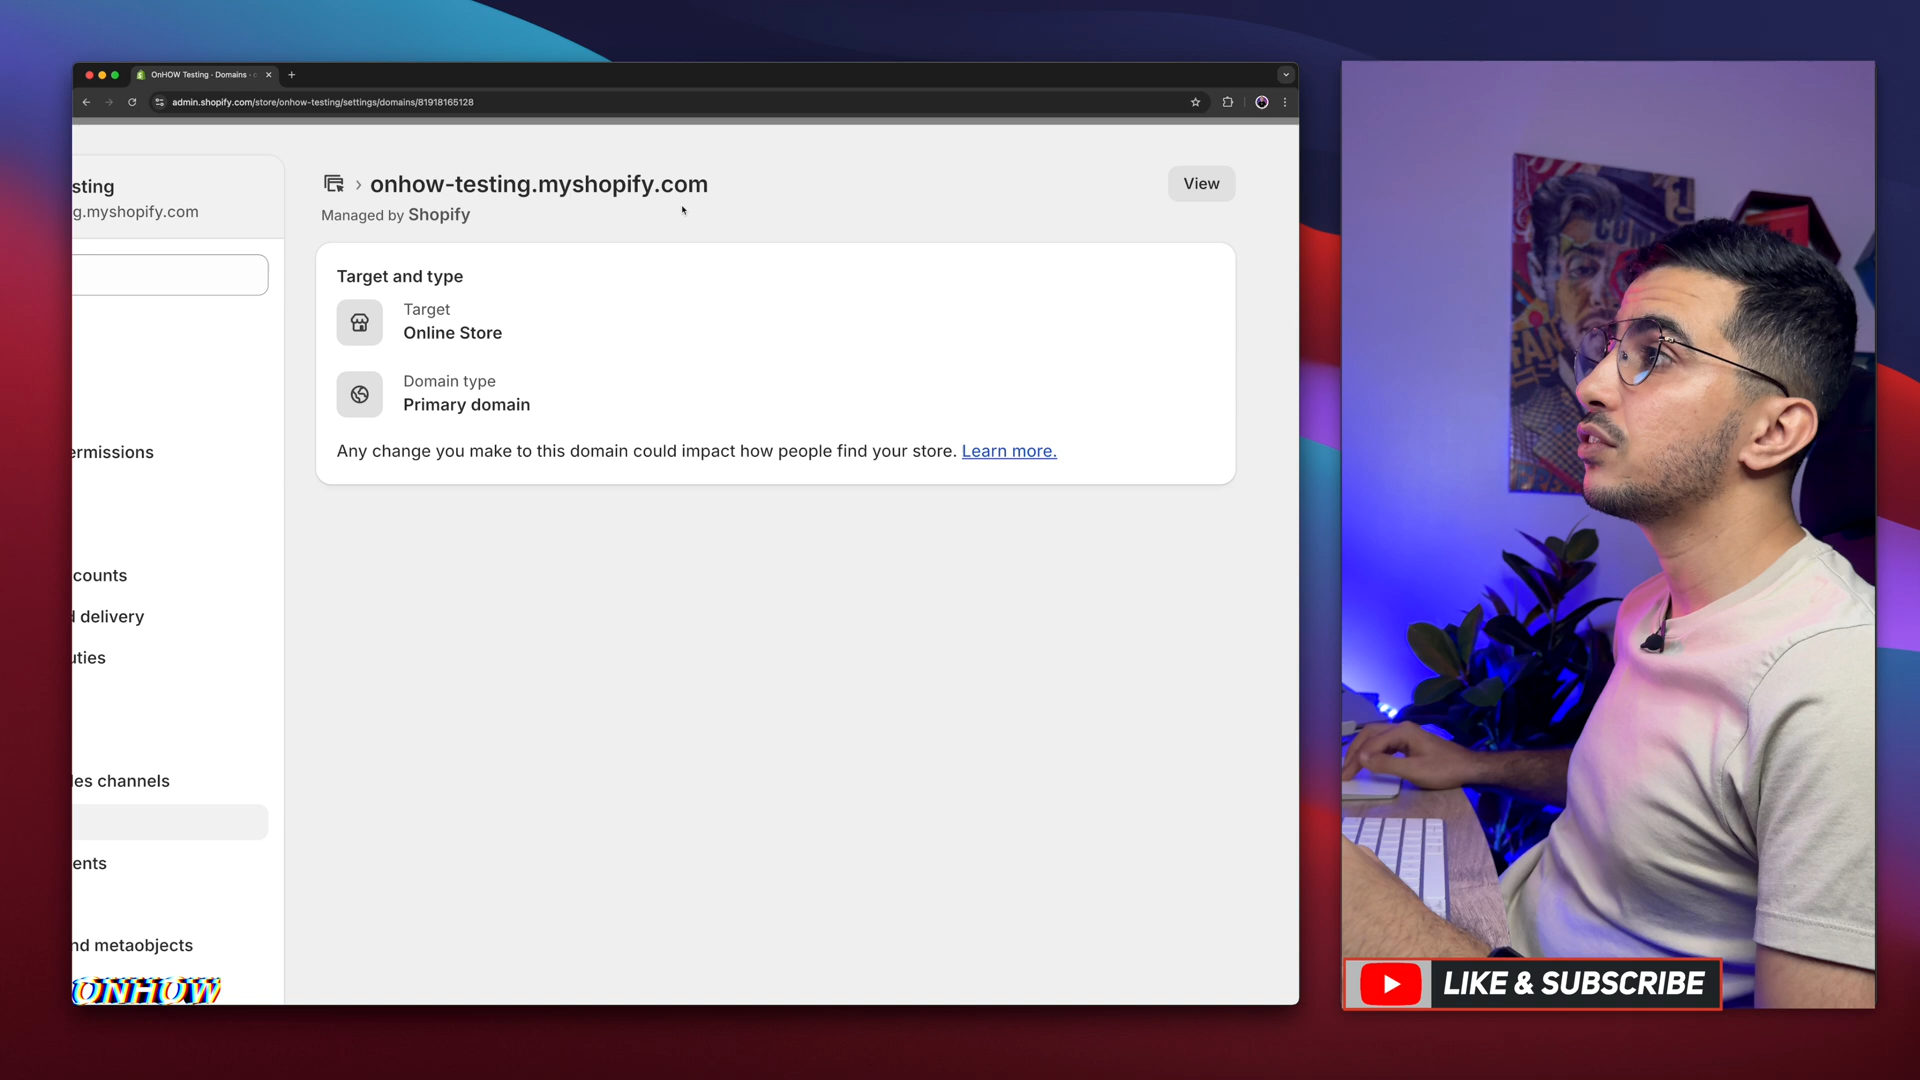 OnHOW Testing - Domains -
admin.shopify.com/store/onhow-testing/settings/domains/81918165128
sting
g.myshopify.com
ermissions
counts
d delivery
uties
les channels
ents
nd metaobjects
ONHOW
onhow-testing.myshopify.com
View
Managed by Shopify
Target and type
Target
Online Store
Domain type
Primary domain
Any change you make to this domain could impact how people find your store. Learn more.
LIKE & SUBSCRIBE